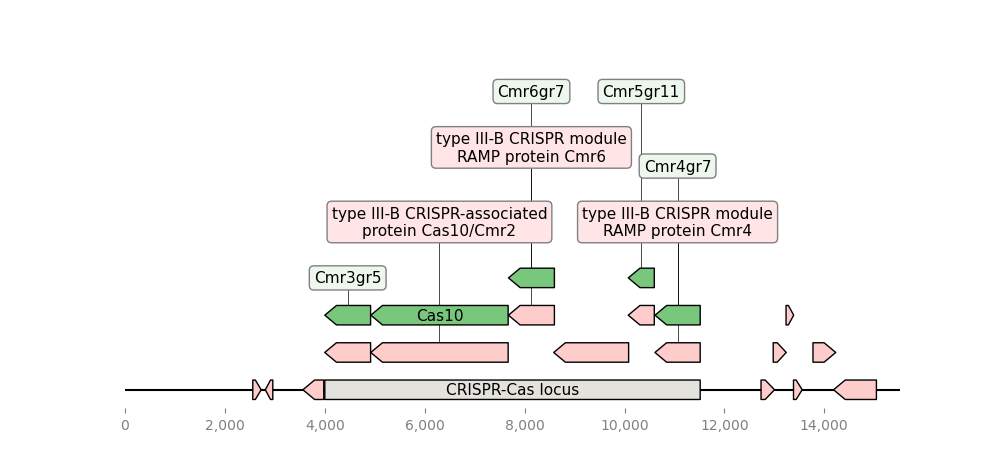 Cmr6gr7
Cmr5gr11
type III-B CRISPR module
RAMP protein Cmr6
Cmr4gr7
type III-B CRISPR-associated
protein Cas10/Cmr2
type III-B CRISPR module
RAMP protein Cmr4
Cmr3gr5
Cas10
CRISPR-Cas locus
0
2,000
4,000
6,000
8,000
10,000
12,000
14,000